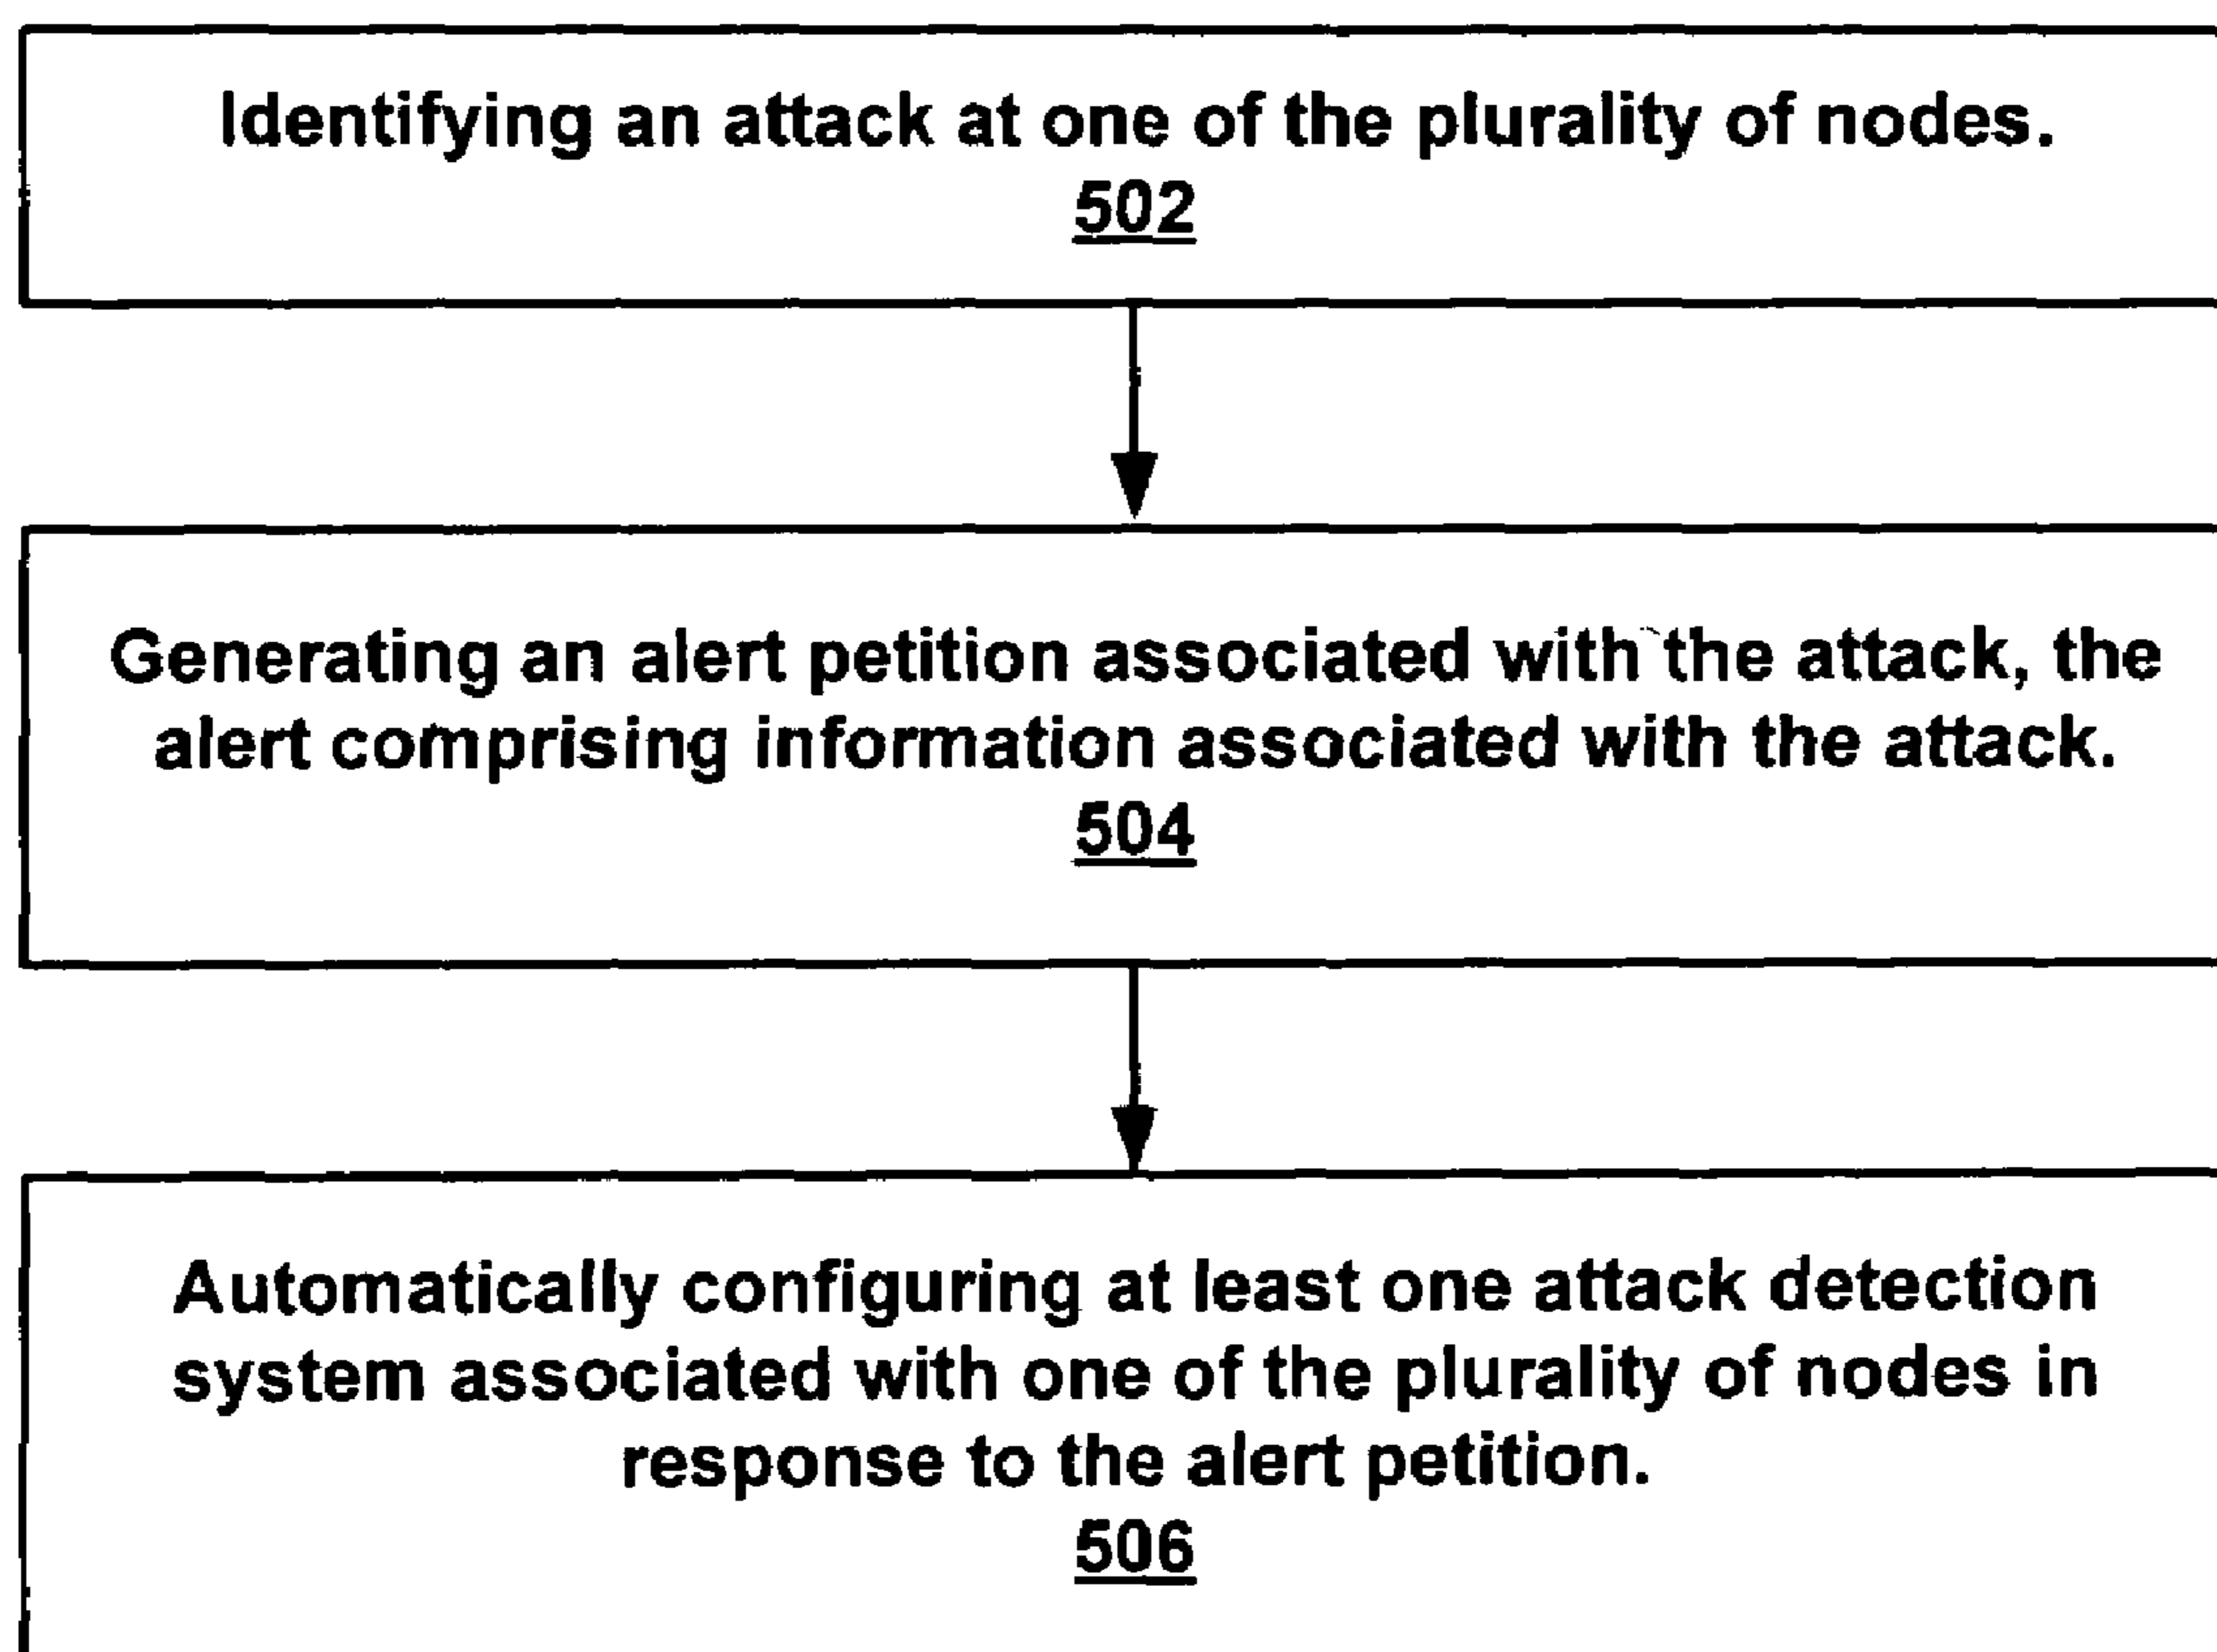 Identifying an attack at one of the plurality of nodes.
502
Generating an alert petition associated with the attack, the
alert comprising information associated with the attack.
504
Automatically configuring at least one attack detection
system associated with one of the plurality of nodes in
response to the alert petition.
506